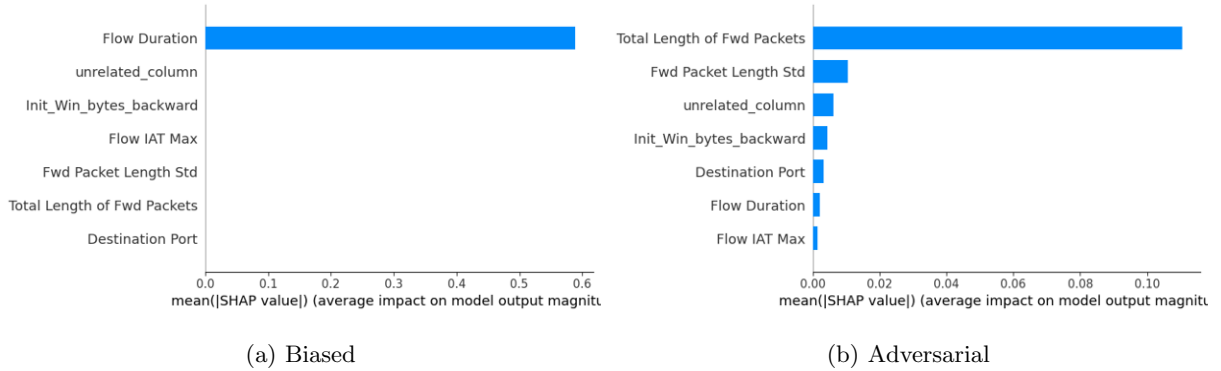 Flow Duration
unrelated_column
Init_Win_bytes_backward
Flow IAT Max
Fwd Packet Length Std
Total Length of Fwd Packets
Destination Port
0.0 0.1 0.2 0.3 0.4 0.5 0.6
mean(|SHAP value|) (average impact on model output magnitu
(a) Biased
Total Length of Fwd Packets
Fwd Packet Length Std
unrelated_column
Init_Win_bytes_backward
Destination Port
Flow Duration
Flow IAT Max
0.00 0.02 0.04 0.06 0.08 0.10
mean(|SHAP value|) (average impact on model output magnitu
(b) Adversarial